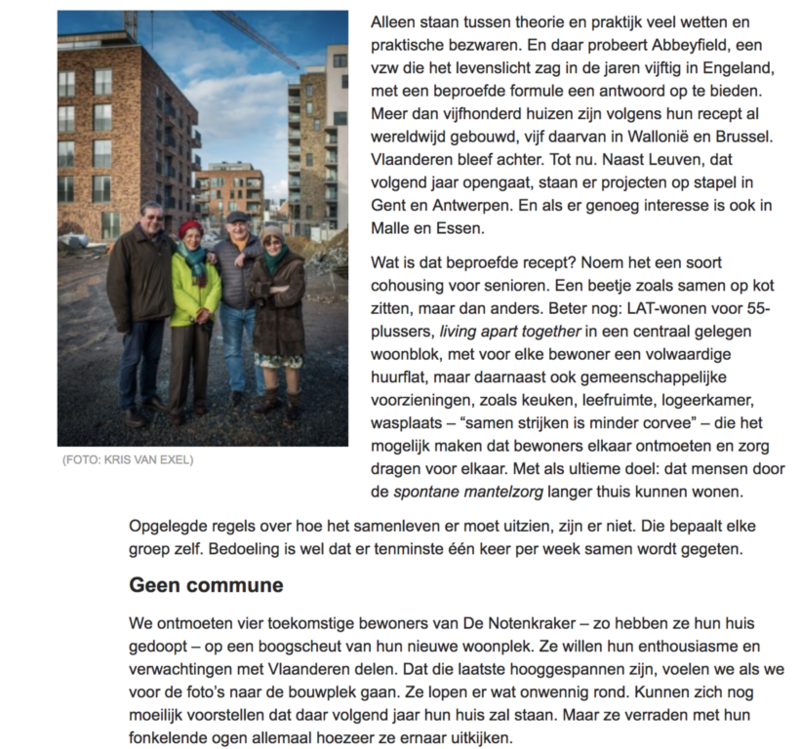 Alleen staan tussen theorie en praktijk veel wetten en
praktische bezwaren. En daar probeert Abbeyfield, een
vzw die het levenslicht zag in de jaren vijftig in Engeland,
met een beproefde formule een antwoord op te bieden.
Meer dan vijfhonderd huizen zijn volgens hun recept al
wereldwijd gebouwd, vijf daarvan in Wallonië en Brussel.
Vlaanderen bleef achter. Tot nu. Naast Leuven, dat
volgend jaar opengaat, staan er projecten op stapel in
Gent en Antwerpen. En als er genoeg interesse is ook in
Malle en Essen.
Wat is dat beproefde recept? Noem het een soort
cohousing voor senioren. Een beetje zoals samen op kot
zitten, maar dan anders. Beter nog: LAT-wonen voor 55-
plussers, living apart together in een centraal gelegen
woonblok, met voor elke bewoner een volwaardige
huurflat, maar daarnaast ook gemeenschappelijke
voorzieningen, zoals keuken, leefruimte, logeerkamer,
wasplaats – “samen strijken is minder corvee” – die het
mogelijk maken dat bewoners elkaar ontmoeten en zorg
dragen voor elkaar. Met als ultieme doel: dat mensen door
de spontane mantelzorg langer thuis kunnen wonen.
(FOTO: KRIS VAN EXEL)
Opgelegde regels over hoe het samenleven er moet uitzien, zijn er niet. Die bepaalt elke
groep zelf. Bedoeling is wel dat er tenminste één keer per week samen wordt gegeten.
Geen commune
We ontmoeten vier toekomstige bewoners van De Notenkraker – zo hebben ze hun huis
gedoopt – op een boogscheut van hun nieuwe woonplek. Ze willen hun enthousiasme en
verwachtingen met Vlaanderen delen. Dat die laatste hooggespannen zijn, voelen we als we
voor de foto’s naar de bouwplek gaan. Ze lopen er wat onwennig rond. Kunnen zich nog
moeilijk voorstellen dat daar volgend jaar hun huis zal staan. Maar ze verraden met hun
fonkelende ogen allemaal hoezeer ze ernaar uitkijken.